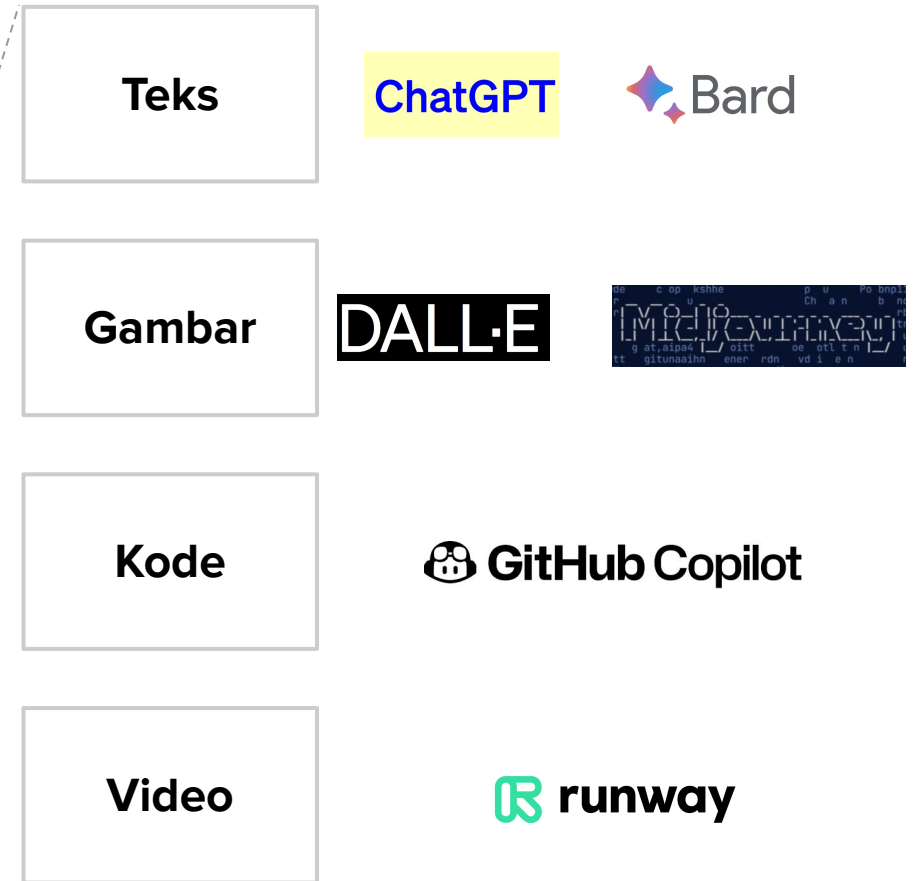 Teks
ChatGPT
Bard
Gambar
DALL·E
Midjourney
Kode
GitHub Copilot
Video
runway